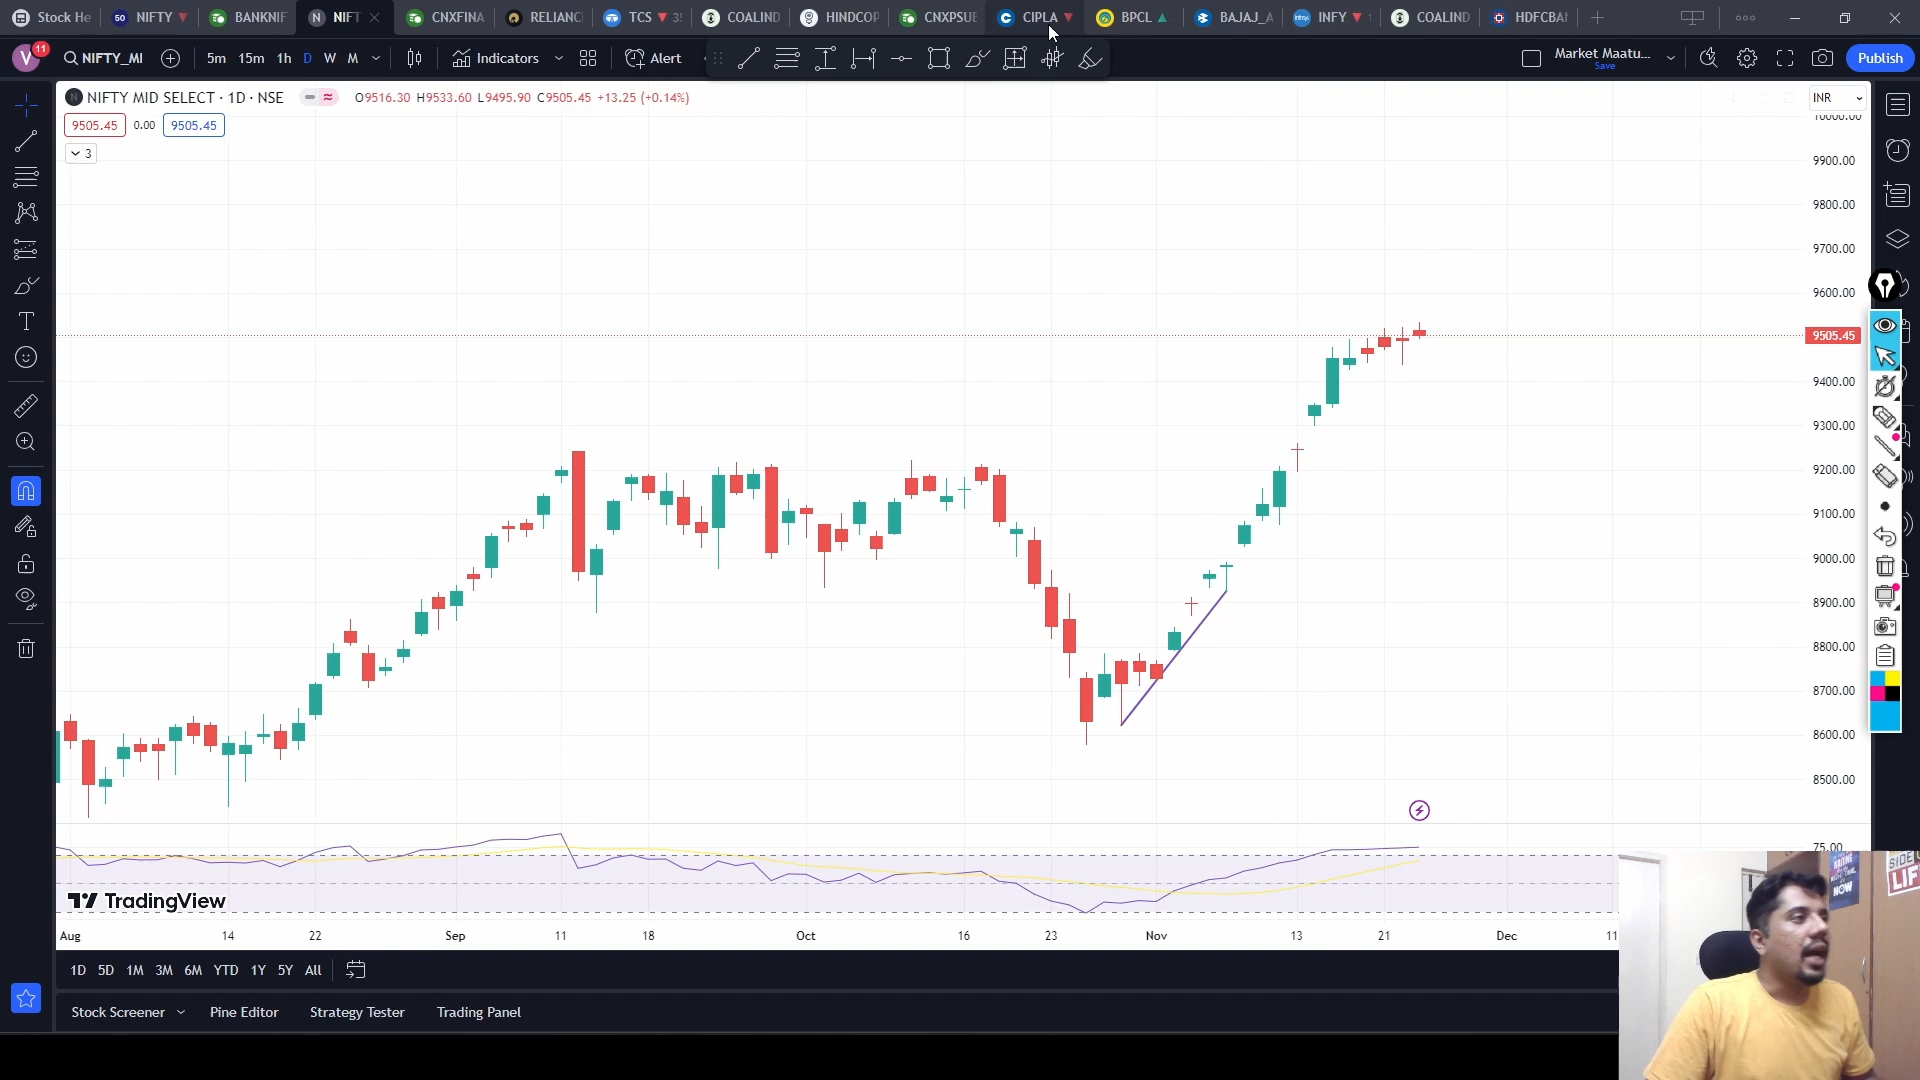 Stock He NIFTY BANKNIF NIFT CNXFINA RELIANC TCS 3 COALIND HINDCOP CNXPSUE CIPLA BPCL BAJAJ_A INFY 1 COALIND HDFCBAI
V 11 NIFTY_MI 5m 15m 1h D W M Indicators Alert Market Maatu... Save Publish
NIFTY MID SELECT · 1D · NSE O9516.30 H9533.60 L9495.90 C9505.45 +13.25 (+0.14%) INR
9505.45 0.00 9505.45
3
10000.00
9900.00
9800.00
9700.00
9600.00
9505.45
9400.00
9300.00
9200.00
9100.00
9000.00
8900.00
8800.00
8700.00
8600.00
8500.00
75.00
TradingView
Aug 14 22 Sep 11 18 Oct 16 23 Nov 13 21 Dec 11
1D 5D 1M 3M 6M YTD 1Y 5Y All
Stock Screener Pine Editor Strategy Tester Trading Panel
NOW
SIDE
LIF